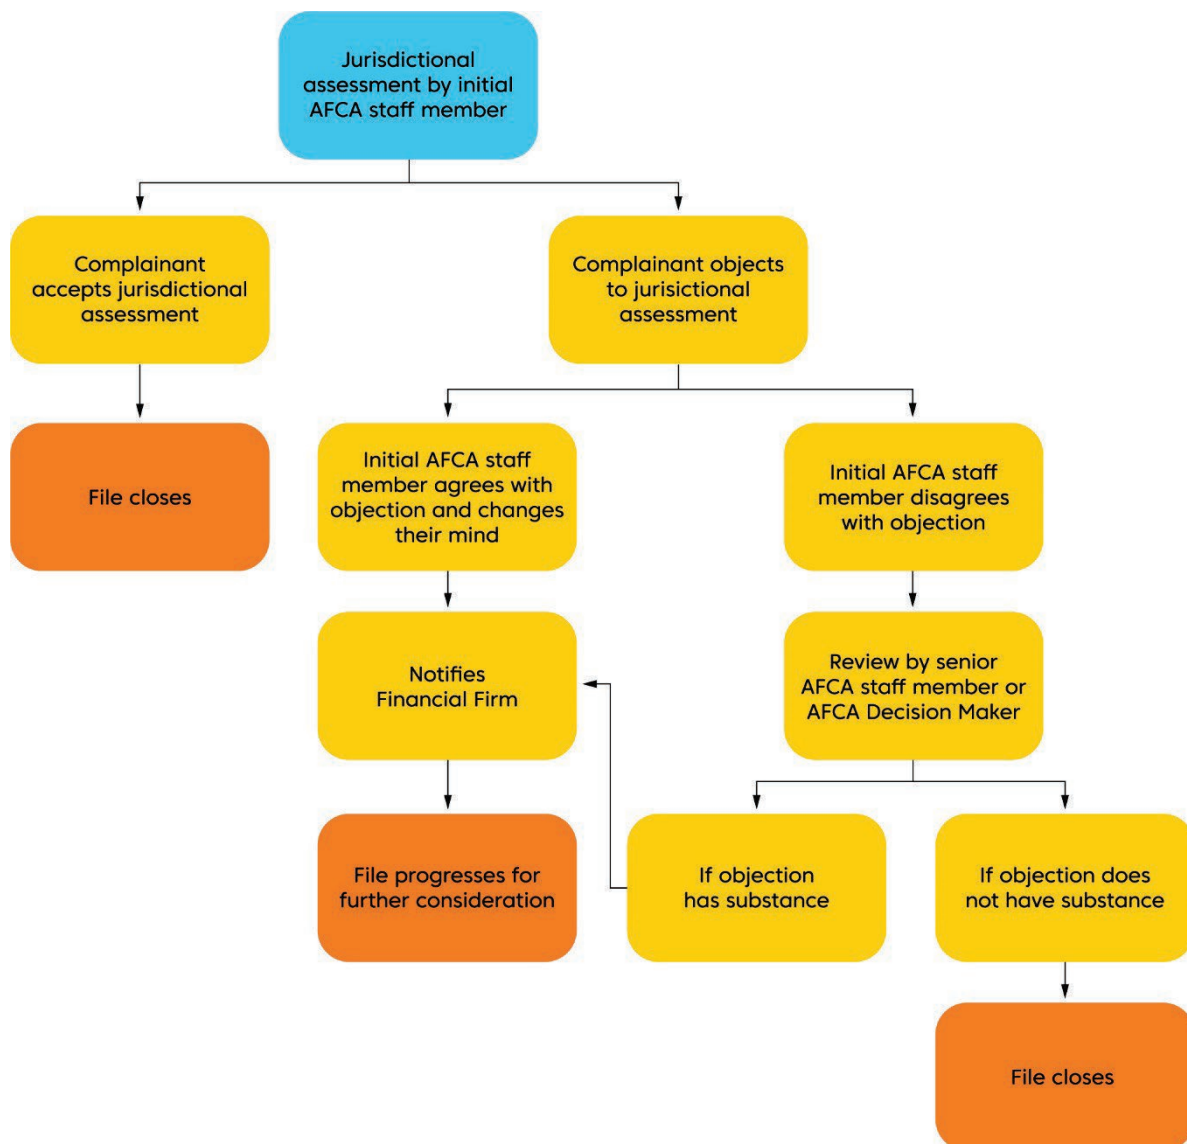 Jurisdictional
assessment by initial
AFCA staff member
Complainant
accepts jurisdictional
assessment
Complainant objects
to jurisictional
assessment
File closes
Initial AFCA staff
member agrees with
objection and changes
their mind
Initial AFCA staff
member disagrees
with objection
Notifies
Financial Firm
Review by senior
AFCA staff member or
AFCA Decision Maker
File progresses for
further consideration
If objection
has substance
If objection does
not have substance
File closes